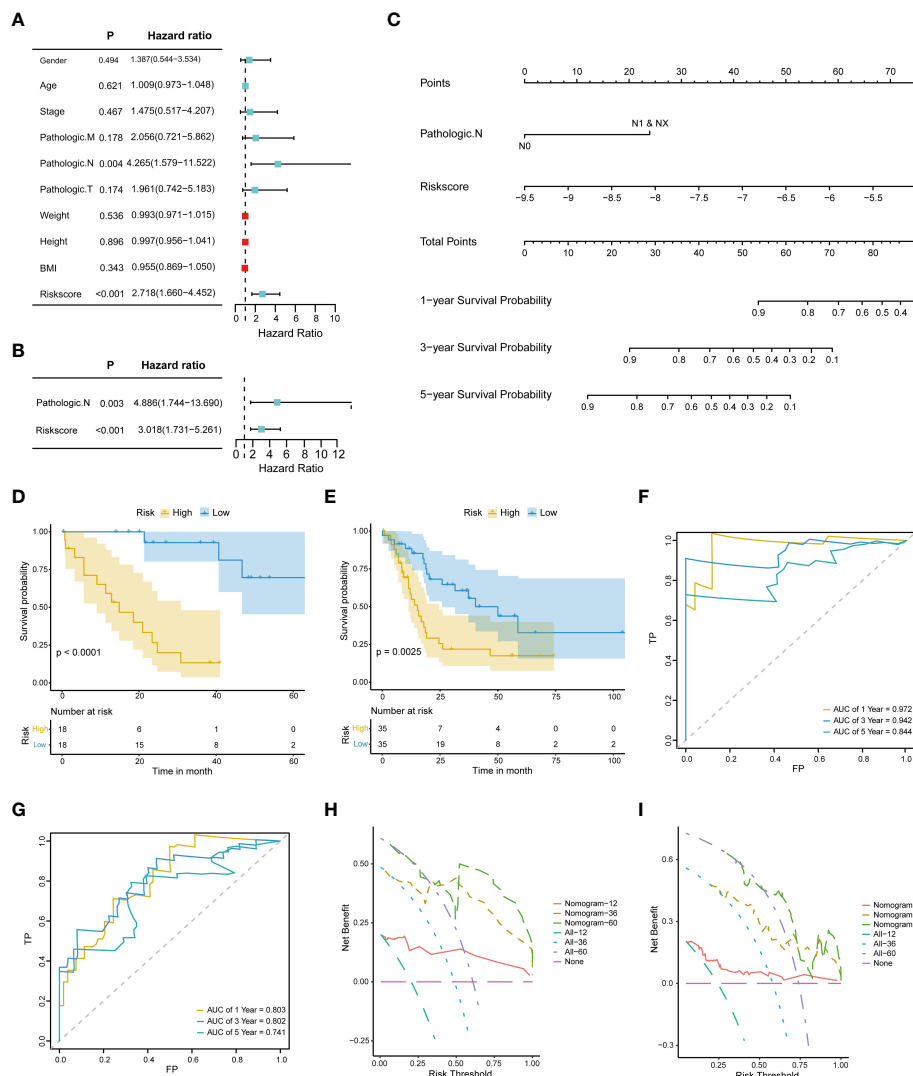 A
P Hazard ratio
Gender 0.494 1.387(0.544−3.534)
Age 0.621 1.009(0.973−1.048)
Stage 0.467 1.475(0.517−4.207)
Pathologic.M 0.178 2.056(0.721−5.862)
Pathologic.N 0.004 4.265(1.579−11.522)
Pathologic.T 0.174 1.961(0.742−5.183)
Weight 0.536 0.993(0.971−1.015)
Height 0.896 0.997(0.956−1.041)
BMI 0.343 0.955(0.869−1.050)
Riskscore <0.001 2.718(1.660−4.452)
0 2 4 6 8 10
Hazard Ratio
B
P Hazard ratio
Pathologic.N 0.003 4.886(1.744−13.690)
Riskscore <0.001 3.018(1.731−5.261)
0 2 4 6 8 10 12
Hazard Ratio
C
Points 0 10 20 30 40 50 60 70
Pathologic.N
N1 & NX
N0
Riskscore
−9.5 −9 −8.5 −8 −7.5 −7 −6.5 −6 −5.5
Total Points
0 10 20 30 40 50 60 70 80
1−year Survival Probability
0.9 0.8 0.7 0.6 0.5 0.4
3−year Survival Probability
0.9 0.8 0.7 0.6 0.5 0.4 0.3 0.2 0.1
5−year Survival Probability
0.9 0.8 0.7 0.6 0.5 0.4 0.3 0.2 0.1
D
Risk High Low
Survival probability
1.00
0.75
0.50
0.25
0.00
p < 0.0001
Number at risk
Risk
High 18 6 1 0
Low 18 15 8 2
0 20 40 60
Time in month
E
Risk High Low
Survival probability
1.00
0.75
0.50
0.25
0.00
p = 0.0025
0 25 50 75 100
Number at risk
Risk
High 35 7 4 0 0
Low 35 19 8 2 2
0 25 50 75 100
Time in month
F
TP
1.0
0.8
0.6
0.4
0.2
0.0
AUC of 1 Year = 0.972
AUC of 3 Year = 0.942
AUC of 5 Year = 0.844
0.0 0.2 0.4 0.6 0.8 1.0
FP
G
TP
1.0
0.8
0.6
0.4
0.2
0.0
AUC of 1 Year = 0.803
AUC of 3 Year = 0.802
AUC of 5 Year = 0.741
0.0 0.2 0.4 0.6 0.8 1.0
FP
H
Net Benefit
0.50
0.25
0.00
−0.25
0.00 0.25 0.50 0.75 1.00
Risk Threshold
Nomogram−12
Nomogram−36
Nomogram−60
All−12
All−36
All−60
None
I
Net Benefit
0.6
0.3
0.0
−0.3
0.00 0.25 0.50 0.75 1.00
Risk Threshold
Nomogram
Nomogram
Nomogram
All−12
All−36
All−60
None